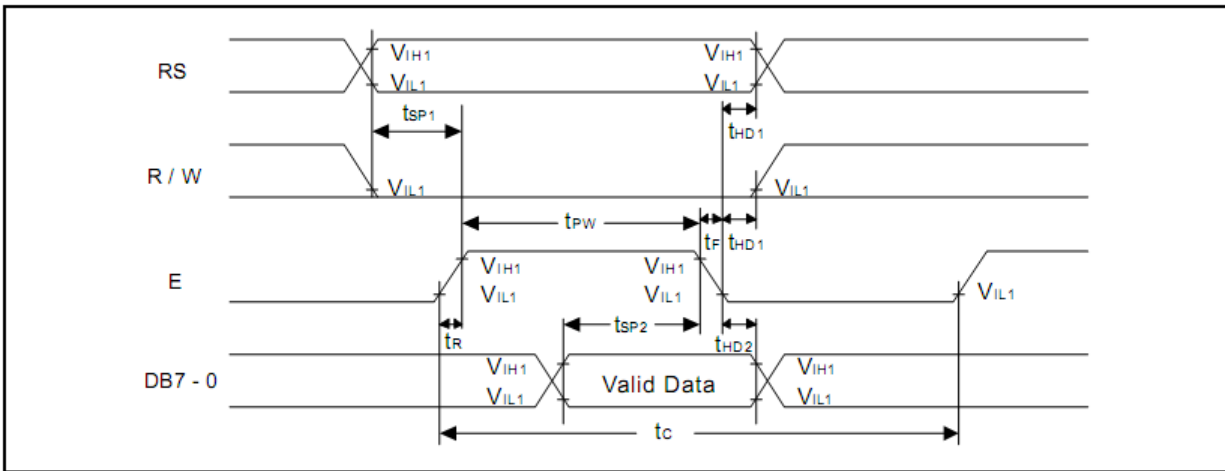 RS
VIH1 VIH1
VIL1 VIL1
tSP1
tHD1
R / W
VIL1 VIL1
tPW
tF tHD1
E
VIH1 VIH1
VIL1 VIL1 VIL1
tSP2
tR tHD2
DB7 - 0
VIH1 Valid Data VIH1
VIL1 VIL1
tC